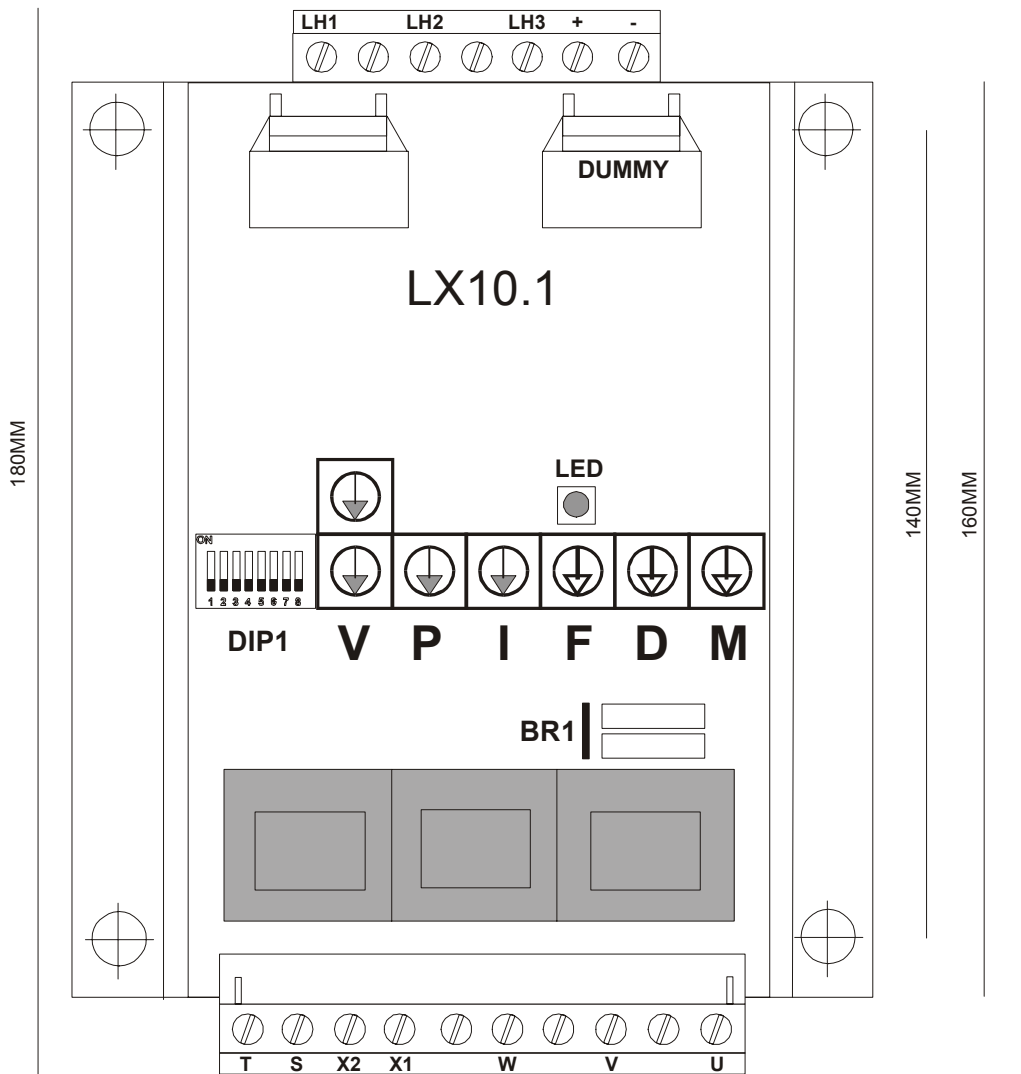 LH1 LH2 LH3 + -
DUMMY
LX10.1
180MM
140MM
160MM
LED
ON
1 2 3 4 5 6 7 8
DIP1 V P I F D M
BR1
T S X2 X1 W V U